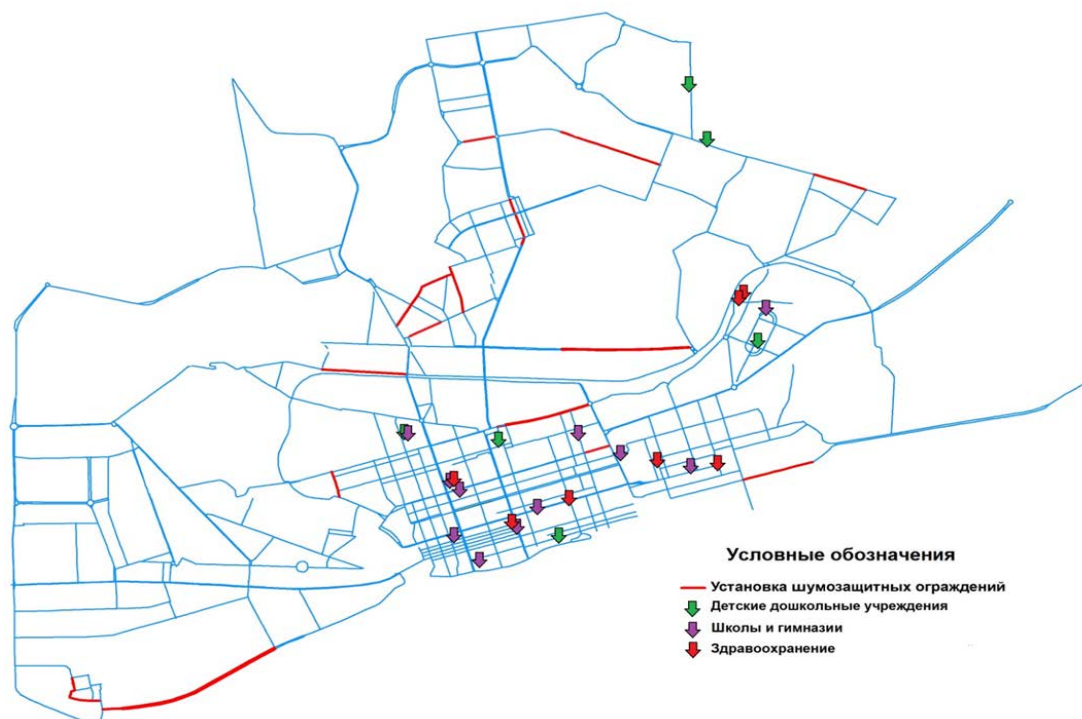 Условные обозначения
Установка шумозащитных ограждений
Детские дошкольные учреждения
Школы и гимназии
Здравоохранение